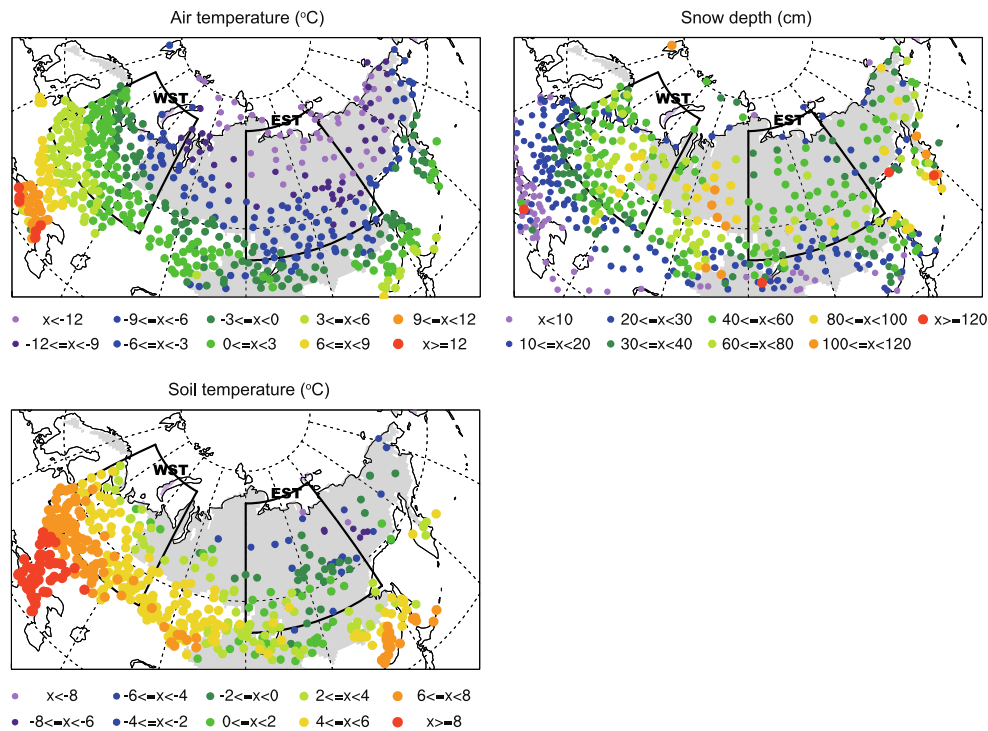 Air temperature (°C)
Snow depth (cm)
WST
EST
WST
EST
x<-12
-9<=x<-6
-3<=x<0
3<=x<6
9<=x<12
-12<=x<-9
-6<=x<-3
0<=x<3
6<=x<9
x>=12
x<10
20<=x<30
40<=x<60
80<=x<100
x>=120
10<=x<20
30<=x<40
60<=x<80
100<=x<120
Soil temperature (°C)
WST
EST
x<-8
-6<=x<-4
-2<=x<0
2<=x<4
6<=x<8
-8<=x<-6
-4<=x<-2
0<=x<2
4<=x<6
x>=8